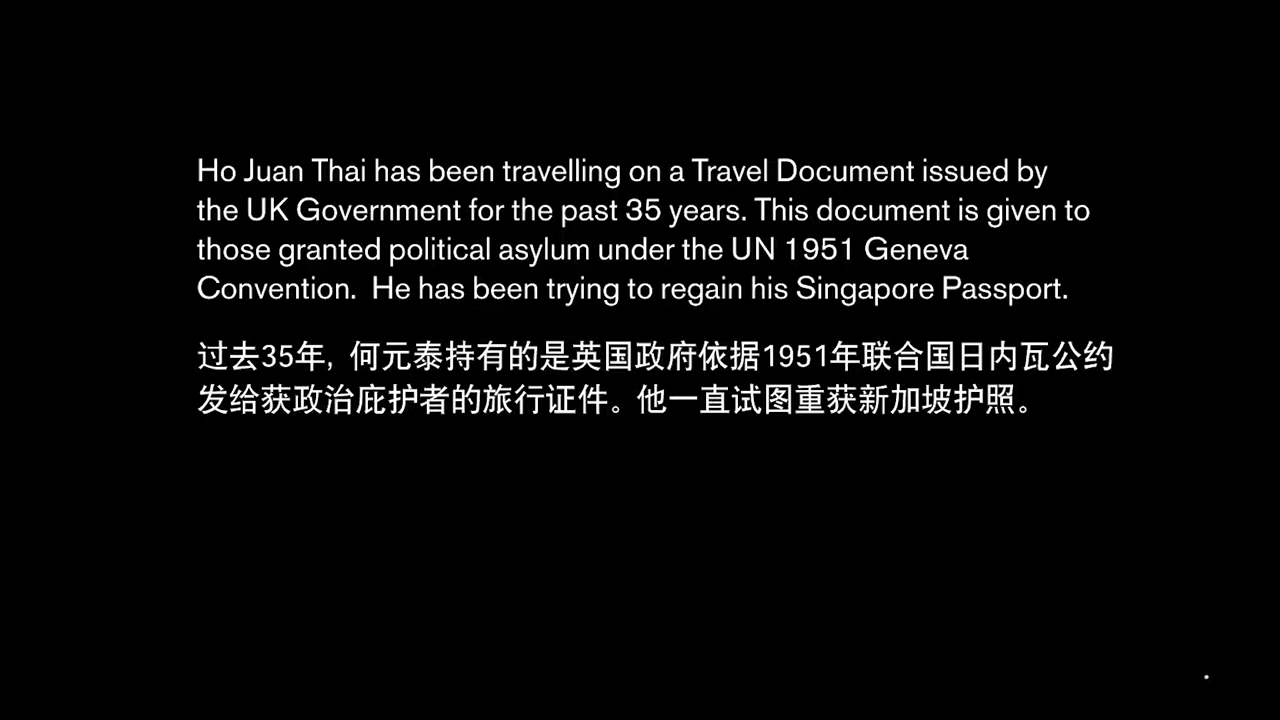 Ho Juan Thai has been travelling on a Travel Document issued by
the UK Government for the past 35 years. This document is given to
those granted political asylum under the UN 1951 Geneva
Convention.  He has been trying to regain his Singapore Passport.
过去35年, 何元泰持有的是英国政府依据1951年联合国日内瓦公约
发给获政治庇护者的旅行证件。他一直试图重获新加坡护照。